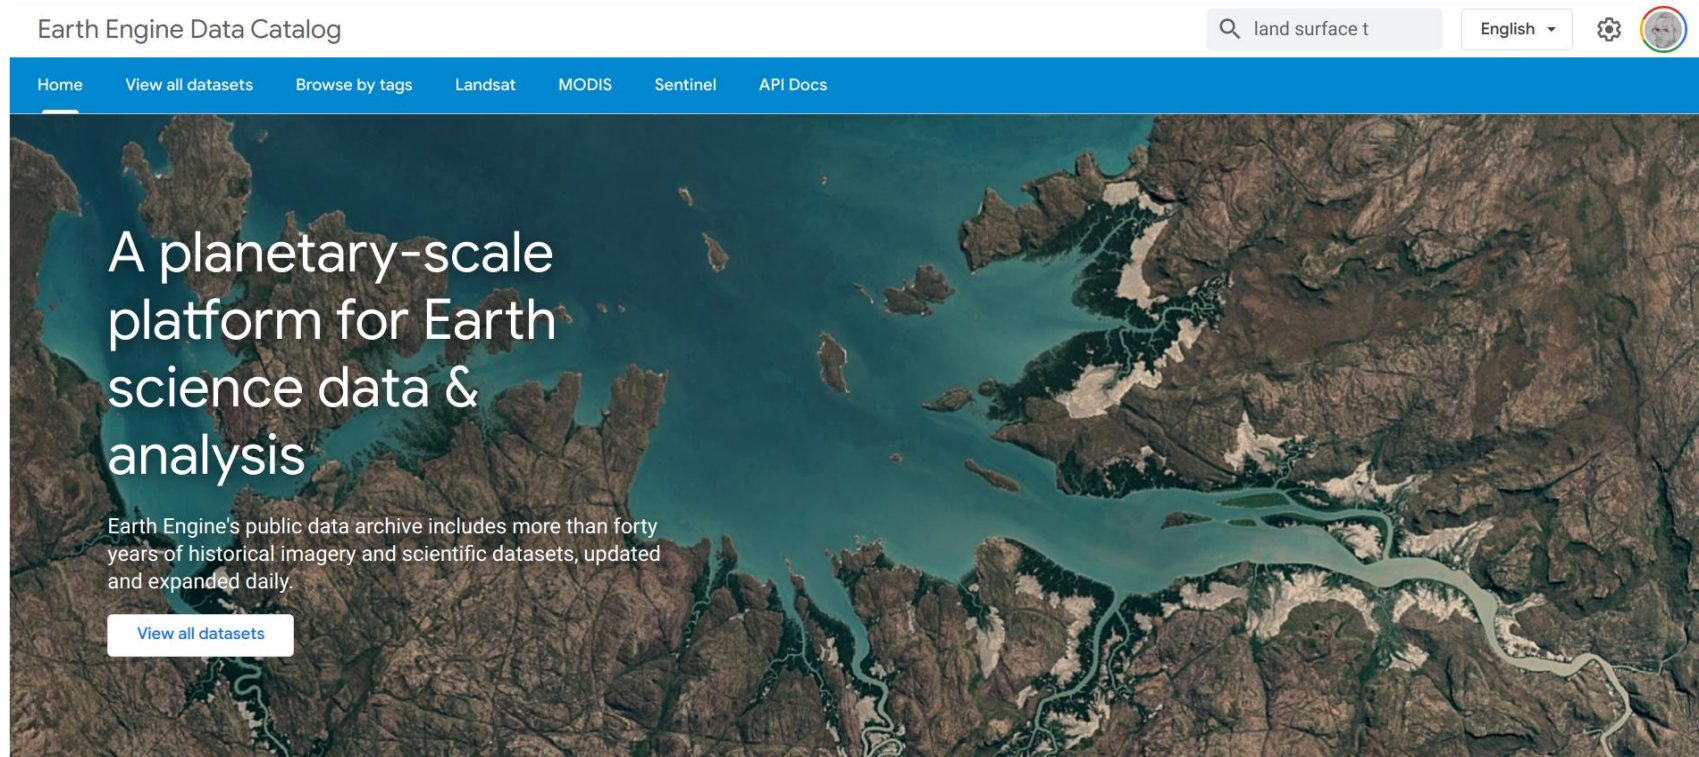 Earth Engine Data Catalog
land surface t
English
Home
View all datasets
Browse by tags
Landsat
MODIS
Sentinel
API Docs
A planetary-scale
platform for Earth
science data &
analysis
Earth Engine's public data archive includes more than forty
years of historical imagery and scientific datasets, updated
and expanded daily.
View all datasets